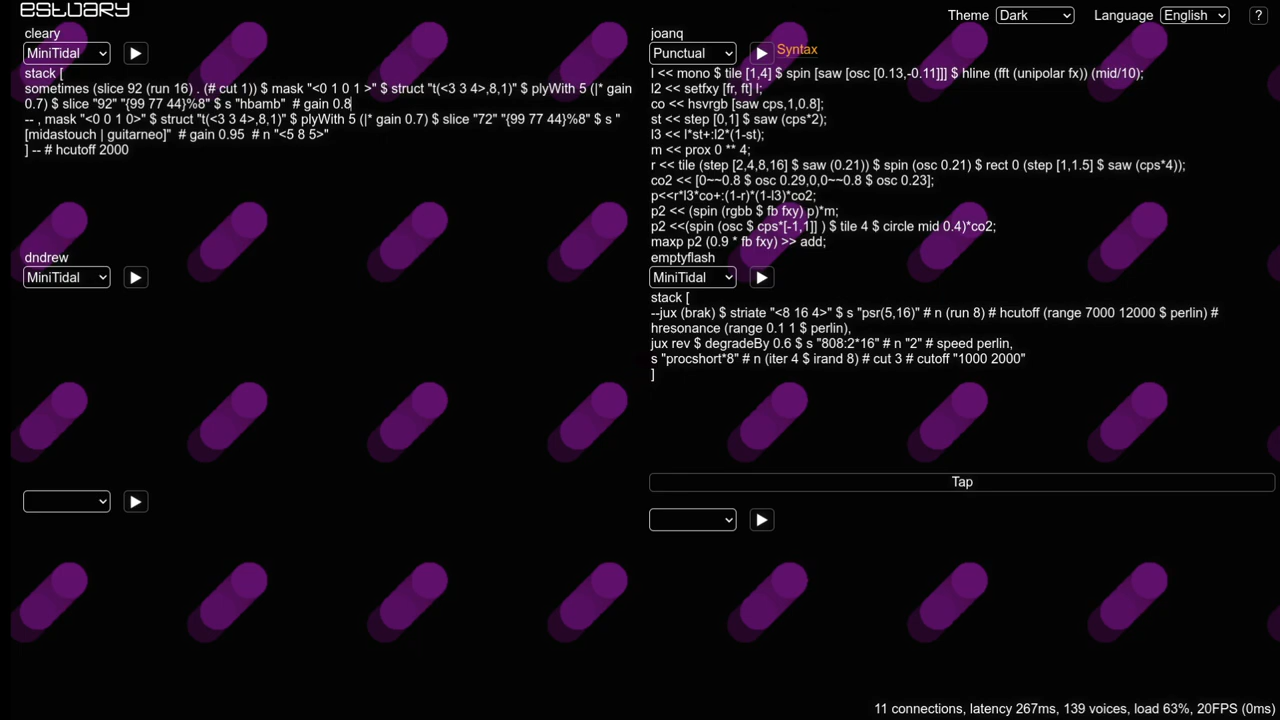 estuary
Theme Dark Language English ?
cleary
MiniTidal
stack [
sometimes (slice 92 (run 16) . (# cut 1)) $ mask "<0 1 0 1 >" $ struct "t(<3 3 4>,8,1)" $ plyWith 5 (|* gain
0.7) $ slice "92" "{99 77 44}%8" $ s "hbamb"  # gain 0.8
-- , mask "<0 0 1 0>" $ struct "t(<3 3 4>,8,1)" $ plyWith 5 (|* gain 0.7) $ slice "72" "{99 77 44}%8" $ s "
[midastouch | guitarneo]"  # gain 0.95  # n "<5 8 5>"
] -- # hcutoff 2000
joanq
Punctual Syntax
l << mono $ tile [1,4] $ spin [saw [osc [0.13,-0.11]]] $ hline (fft (unipolar fx)) (mid/10);
l2 << setfxy [fr, ft] l;
co << hsvrgb [saw cps,1,0.8];
st << step [0,1] $ saw (cps*2);
l3 << l*st+:l2*(1-st);
m << prox 0 ** 4;
r << tile (step [2,4,8,16] $ saw (0.21)) $ spin (osc 0.21) $ rect 0 (step [1,1.5] $ saw (cps*4));
co2 << [0~~0.8 $ osc 0.29,0,0~~0.8 $ osc 0.23];
p<<r*l3*co+:(1-r)*(1-l3)*co2;
p2 << (spin (rgbb $ fb fxy) p)*m;
p2 <<(spin (osc $ cps*[-1,1]] ) $ tile 4 $ circle mid 0.4)*co2;
maxp p2 (0.9 * fb fxy) >> add;
dndrew
MiniTidal
emptyflash
MiniTidal
stack [
--jux (brak) $ striate "<8 16 4>" $ s "psr(5,16)" # n (run 8) # hcutoff (range 7000 12000 $ perlin) #
hresonance (range 0.1 1 $ perlin),
jux rev $ degradeBy 0.6 $ s "808:2*16" # n "2" # speed perlin,
s "procshort*8" # n (iter 4 $ irand 8) # cut 3 # cutoff "1000 2000"
]
Tap
11 connections, latency 267ms, 139 voices, load 63%, 20FPS (0ms)